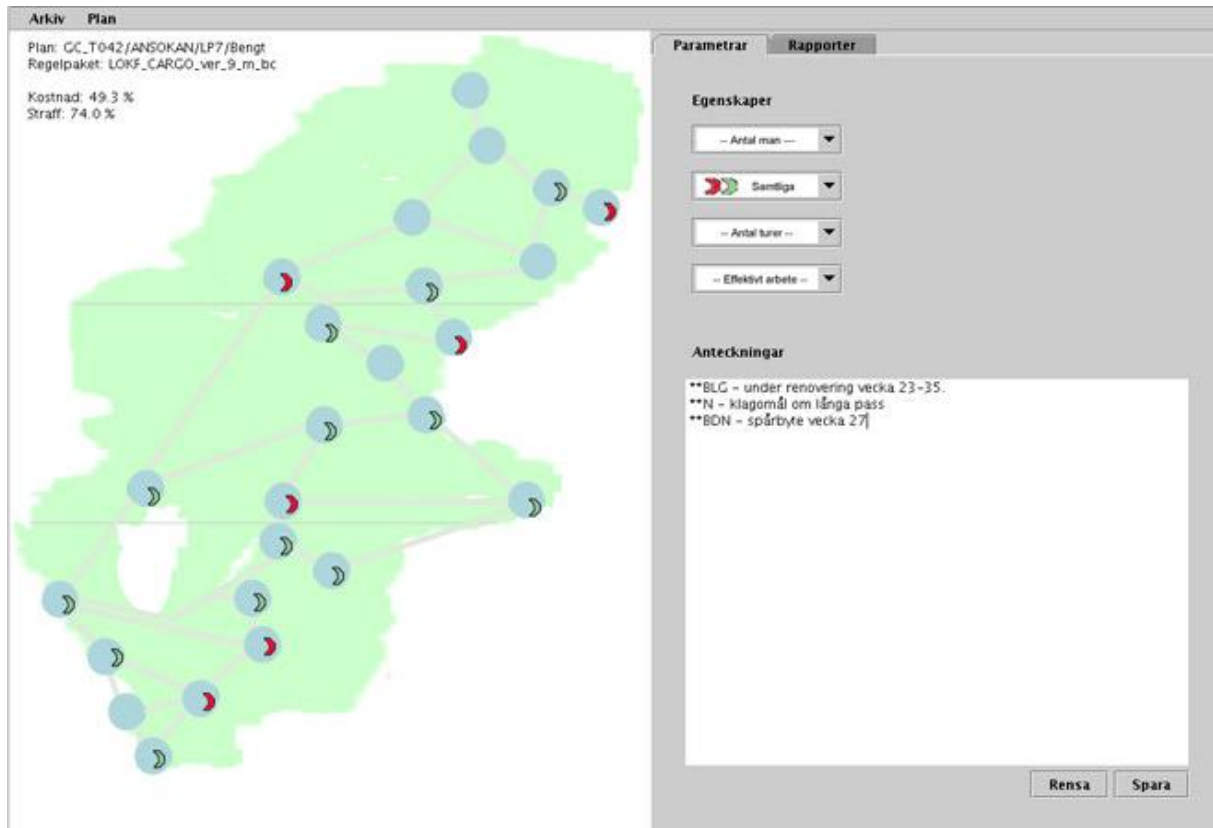 Arkiv Plan
Plan: GC_T042/ANSOKAN/LP7/Bengt
Regelpaket: LOKF_CARGO_ver_9_m_bc
Kostnad: 49.3 %
Straff: 74.0 %
Parametrar Rapporter
Egenskaper
-- Antal man ---
Samtliga
-- Antal turer --
-- Effektivt arbete --
Anteckningar
**BLG - under renovering vecka 23-35.
**N - klagomål om långa pass
**BDN - spårbyte vecka 27
Rensa Spara